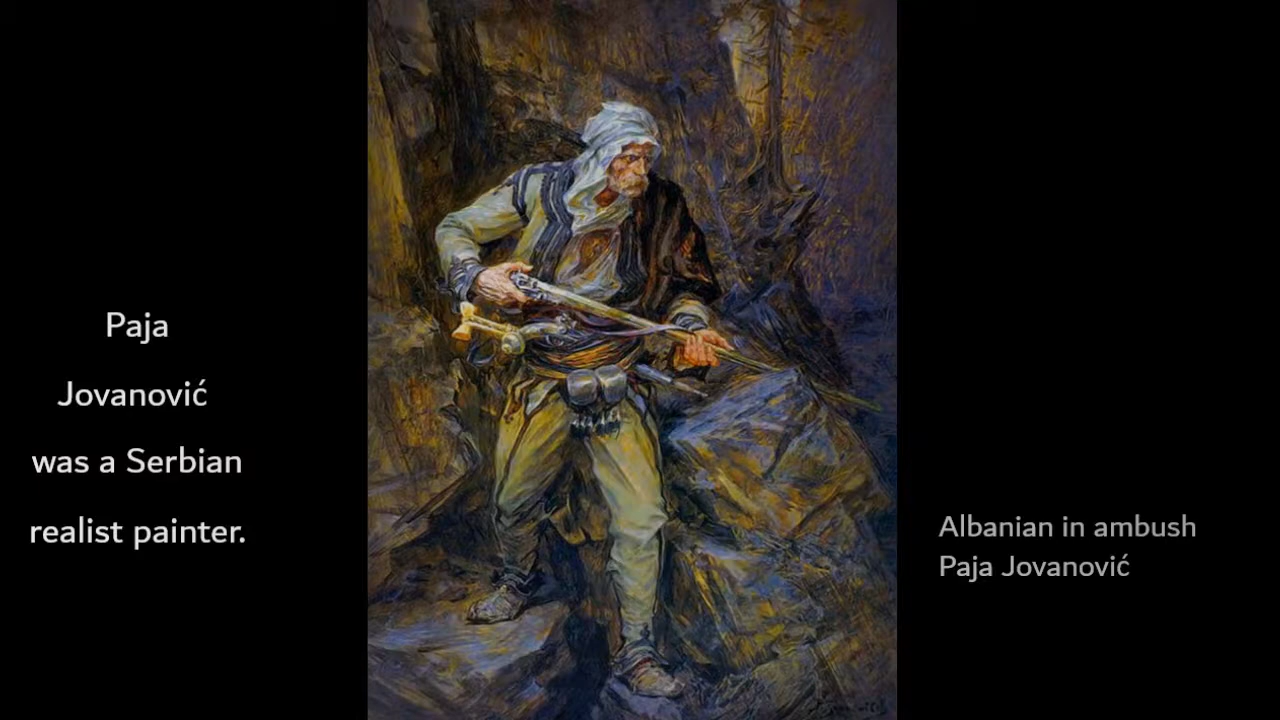 Paja
Jovanović
was a Serbian
realist painter.
Albanian in ambush
Paja Jovanović